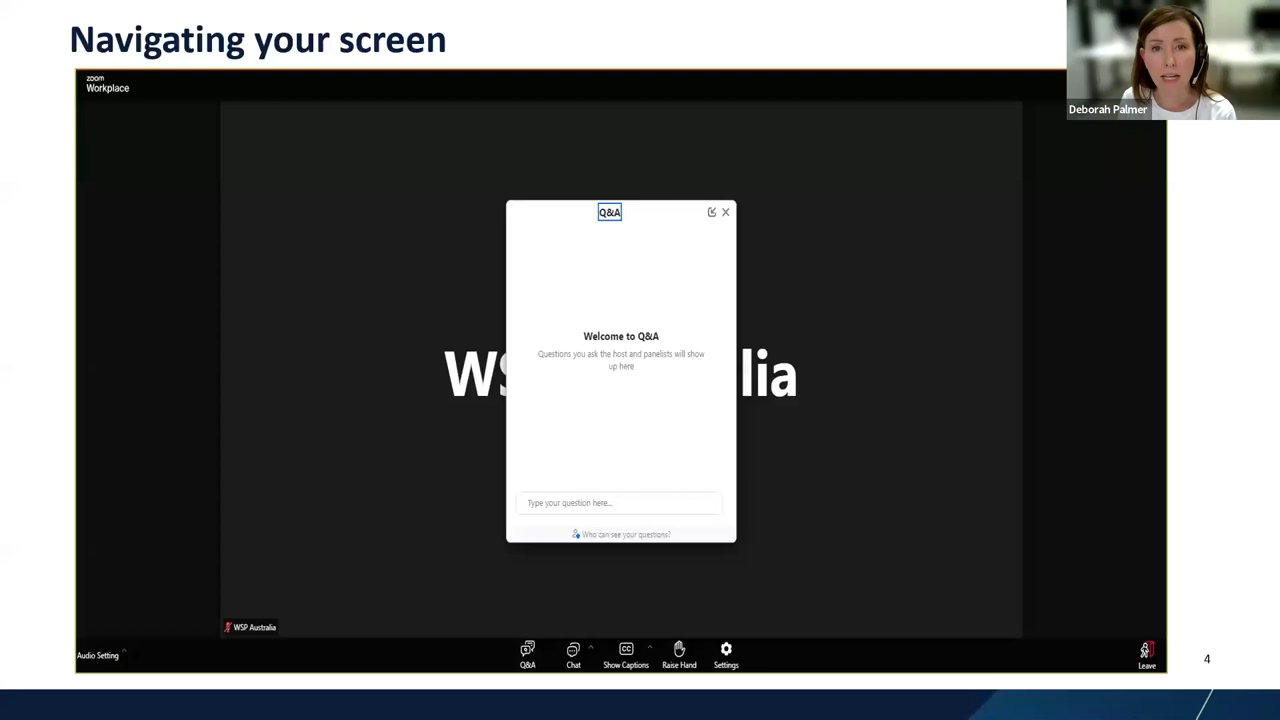 Navigating your screen
Deborah Palmer
zoom
Workplace
Q&A
Welcome to Q&A
Questions you ask the host and panelists will show
up here
WS lia
Type your question here...
Who can see your questions?
WSP Australia
Audio Setting
Q&A
Chat
CC
Show Captions
Raise Hand
Settings
Leave
4